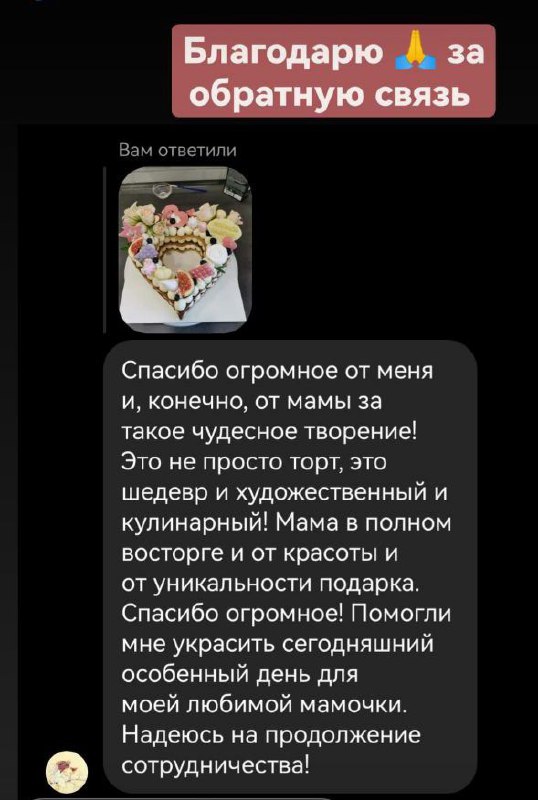 Благодарю 🙏 за
обратную связь
Вам ответили
Спасибо огромное от меня
и, конечно, от мамы за
такое чудесное творение!
Это не просто торт, это
шедевр и художественный и
кулинарный! Мама в полном
восторге и от красоты и
от уникальности подарка.
Спасибо огромное! Помогли
мне украсить сегодняшний
особенный день для
моей любимой мамочки.
Надеюсь на продолжение
сотрудничества!